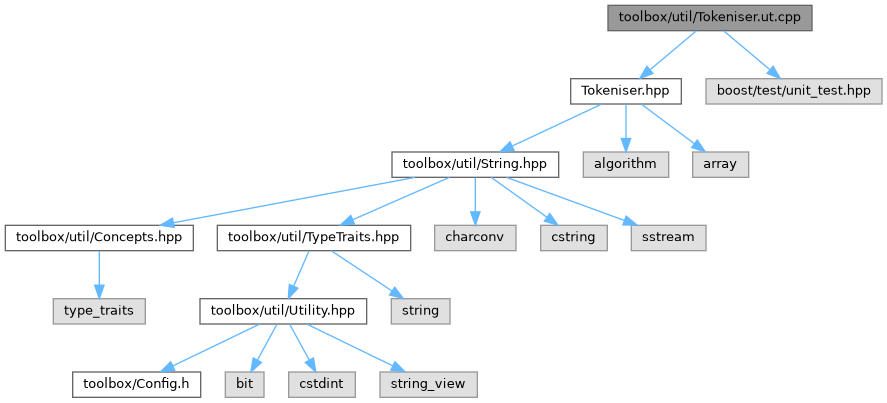 toolbox/util/Tokeniser.ut.cpp
Tokeniser.hpp
boost/test/unit_test.hpp
toolbox/util/String.hpp
algorithm
array
toolbox/util/Concepts.hpp
toolbox/util/TypeTraits.hpp
charconv
cstring
sstream
type_traits
toolbox/util/Utility.hpp
string
toolbox/Config.h
bit
cstdint
string_view